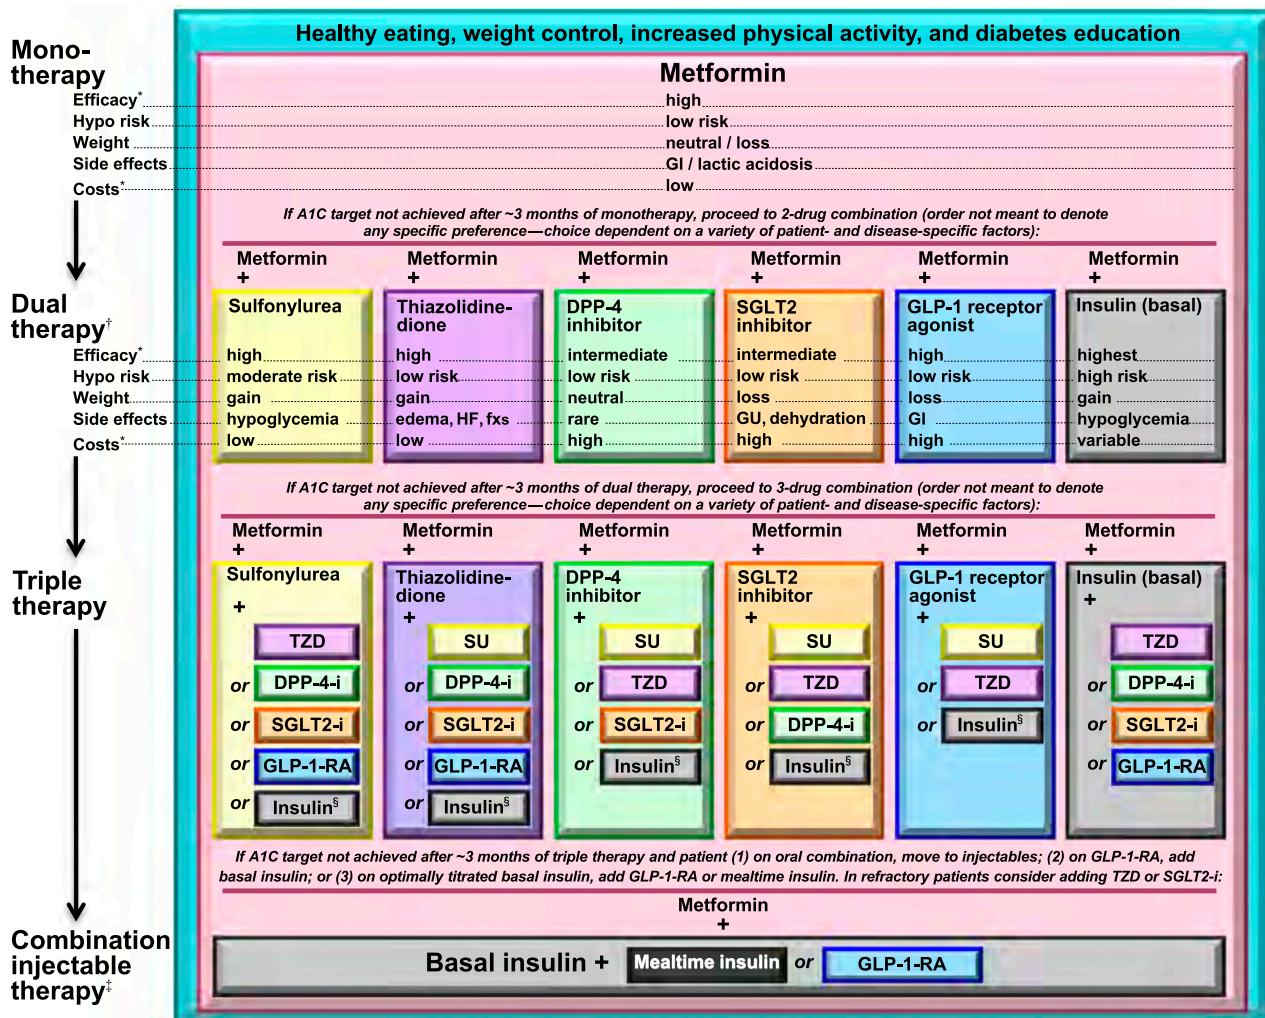 Healthy eating, weight control, increased physical activity, and diabetes education
Mono-
therapy
Metformin
Efficacy* high
Hypo risk low risk
Weight neutral / loss
Side effects GI / lactic acidosis
Costs* low
If A1C target not achieved after ~3 months of monotherapy, proceed to 2-drug combination (order not meant to denote
any specific preference—choice dependent on a variety of patient- and disease-specific factors):
Metformin Metformin Metformin Metformin Metformin Metformin
+ + + + + +
Dual
therapy†
Sulfonylurea Thiazolidine- DPP-4 SGLT2 GLP-1 receptor Insulin (basal)
dione inhibitor inhibitor agonist
Efficacy* high high intermediate intermediate high highest
Hypo risk moderate risk low risk low risk low risk low risk high risk
Weight gain gain neutral loss loss gain
Side effects hypoglycemia edema, HF, fxs rare GU, dehydration GI hypoglycemia
Costs* low low high high high variable
If A1C target not achieved after ~3 months of dual therapy, proceed to 3-drug combination (order not meant to denote
any specific preference—choice dependent on a variety of patient- and disease-specific factors):
Metformin Metformin Metformin Metformin Metformin Metformin
+ + + + + +
Triple
therapy
Sulfonylurea Thiazolidine- DPP-4 SGLT2 GLP-1 receptor Insulin (basal)
dione inhibitor inhibitor agonist
+ + + + + +
TZD SU SU SU SU TZD
or DPP-4-i or DPP-4-i or TZD or TZD or TZD or DPP-4-i
or SGLT2-i or SGLT2-i or SGLT2-i or DPP-4-i or Insulin§ or SGLT2-i
or GLP-1-RA or GLP-1-RA or Insulin§ or Insulin§ or GLP-1-RA
or Insulin§ or Insulin§
If A1C target not achieved after ~3 months of triple therapy and patient (1) on oral combination, move to injectables; (2) on GLP-1-RA, add
basal insulin; or (3) on optimally titrated basal insulin, add GLP-1-RA or mealtime insulin. In refractory patients consider adding TZD or SGLT2-i:
Metformin
+
Combination
injectable
therapy‡
Basal insulin + Mealtime insulin or GLP-1-RA